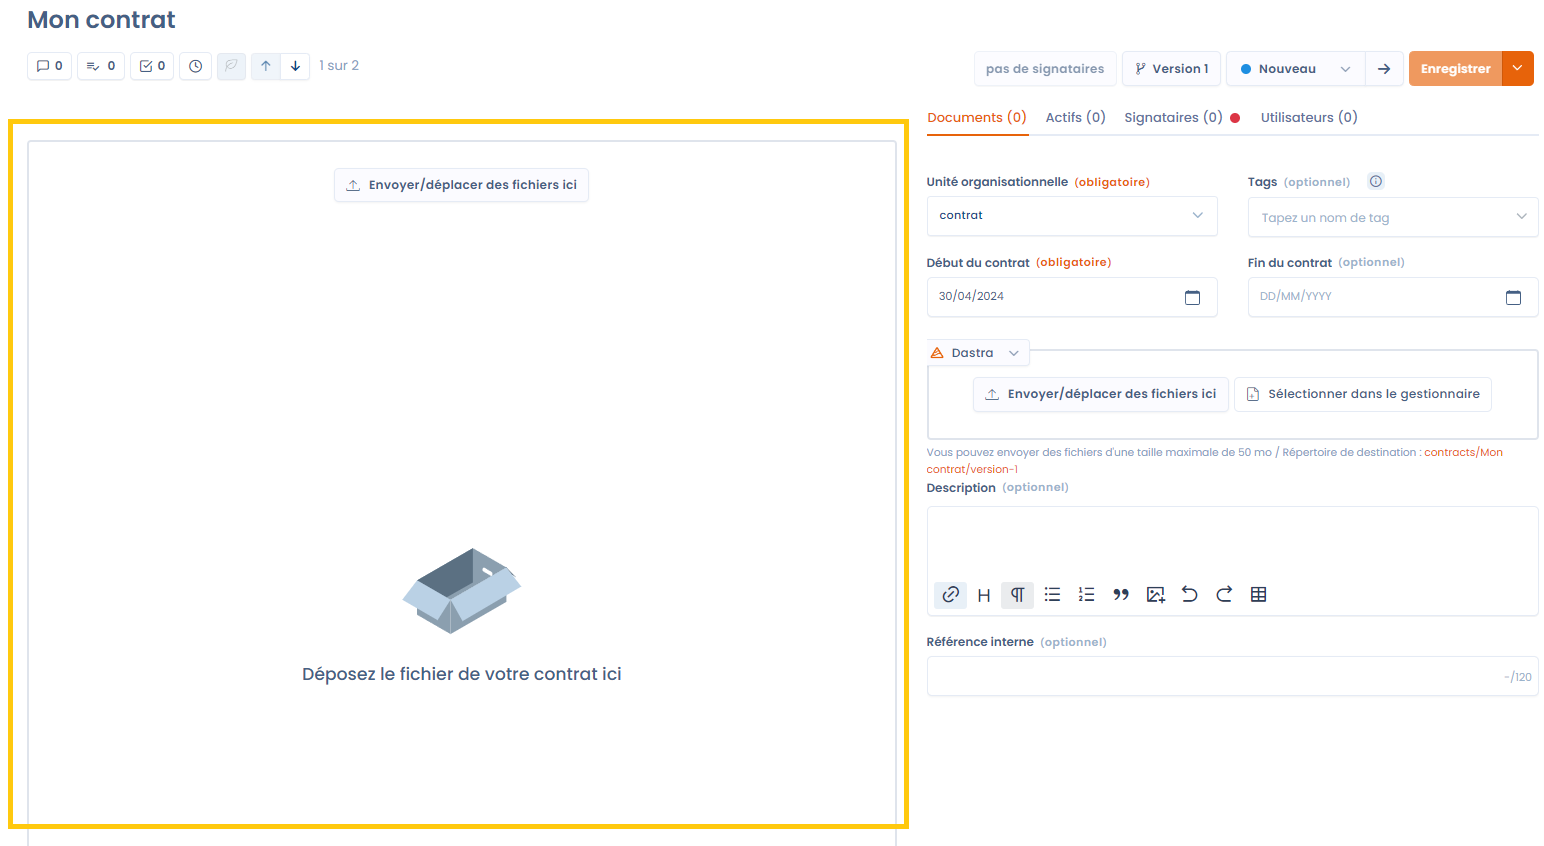 Mon contrat
0 0 0 1 sur 2
pas de signataires Version 1 Nouveau Enregistrer
Documents (0) Actifs (0) Signataires (0) Utilisateurs (0)
Envoyer/déplacer des fichiers ici
Déposez le fichier de votre contrat ici
Unité organisationnelle (obligatoire) Tags (optionnel)
contrat Tapez un nom de tag
Début du contrat (obligatoire) Fin du contrat (optionnel)
30/04/2024 DD/MM/YYYY
Dastra
Envoyer/déplacer des fichiers ici Sélectionner dans le gestionnaire
Vous pouvez envoyer des fichiers d'une taille maximale de 50 mo / Répertoire de destination : contracts/Mon
contrat/version-1
Description (optionnel)
H
Référence interne (optionnel)
-/120